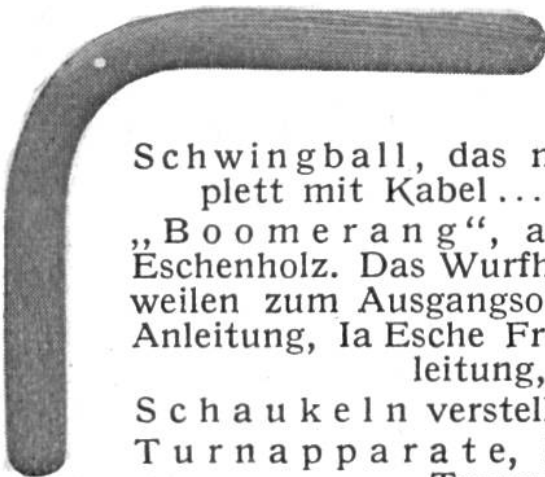 Schwingball, das n
plett mit Kabel ...
„Boomerang“, a
Eschenholz. Das Wurfh
weilen zum Ausgangso
Anleitung, Ia Esche Fr
leitung,
Schaukeln verstell
Turnapparate,